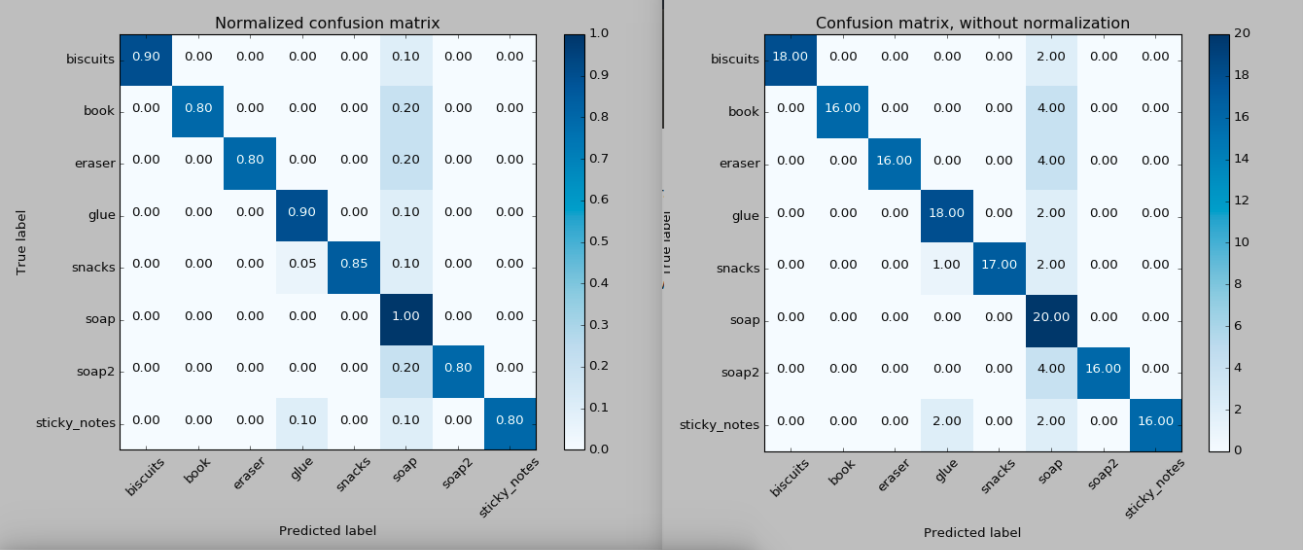 Normalized confusion matrix
biscuits 0.90 0.00 0.00 0.00 0.00 0.10 0.00 0.00
book 0.00 0.80 0.00 0.00 0.00 0.20 0.00 0.00
eraser 0.00 0.00 0.80 0.00 0.00 0.20 0.00 0.00
glue 0.00 0.00 0.00 0.90 0.00 0.10 0.00 0.00
snacks 0.00 0.00 0.00 0.05 0.85 0.10 0.00 0.00
soap 0.00 0.00 0.00 0.00 0.00 1.00 0.00 0.00
soap2 0.00 0.00 0.00 0.00 0.00 0.20 0.80 0.00
sticky_notes 0.00 0.00 0.00 0.10 0.00 0.10 0.00 0.80
True label
biscuits book eraser glue snacks soap soap2 sticky_notes
Predicted label
1.0
0.9
0.8
0.7
0.6
0.5
0.4
0.3
0.2
0.1
0.0
Confusion matrix, without normalization
biscuits 18.00 0.00 0.00 0.00 0.00 2.00 0.00 0.00
book 0.00 16.00 0.00 0.00 0.00 4.00 0.00 0.00
eraser 0.00 0.00 16.00 0.00 0.00 4.00 0.00 0.00
glue 0.00 0.00 0.00 18.00 0.00 2.00 0.00 0.00
snacks 0.00 0.00 0.00 1.00 17.00 2.00 0.00 0.00
soap 0.00 0.00 0.00 0.00 0.00 20.00 0.00 0.00
soap2 0.00 0.00 0.00 0.00 0.00 4.00 16.00 0.00
sticky_notes 0.00 0.00 0.00 2.00 0.00 2.00 0.00 16.00
True label
biscuits book eraser glue snacks soap soap2 sticky_notes
Predicted label
20
18
16
14
12
10
8
6
4
2
0